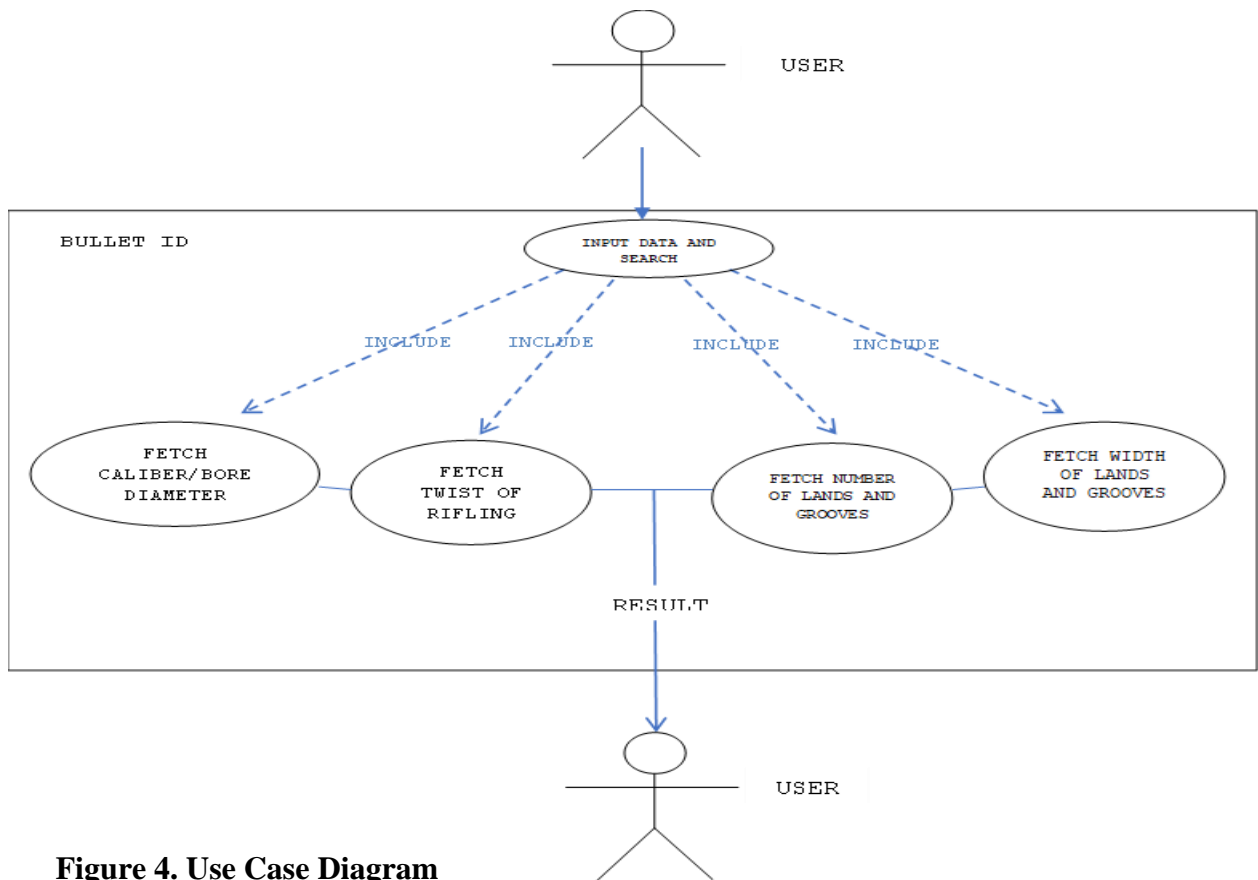 USER
BULLET ID
INPUT DATA AND
SEARCH
INCLUDE
INCLUDE
INCLUDE
INCLUDE
FETCH
CALIBER/BORE
DIAMETER
FETCH
TWIST OF
RIFLING
FETCH NUMBER
OF LANDS AND
GROOVES
FETCH WIDTH
OF LANDS
AND GROOVES
RESULT
USER
Figure 4. Use Case Diagram